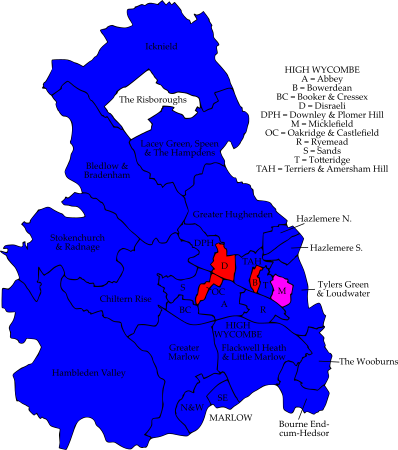 Icknield
The Risboroughs
HIGH WYCOMBE
A = Abbey
B = Bowerdean
BC = Booker & Cressex
D = Disraeli
DPH = Downley & Plomer Hill
M = Micklefield
OC = Oakridge & Castlefield
R = Ryemead
S = Sands
T = Totteridge
TAH = Terriers & Amersham Hill
Lacey Green, Speen
& The Hampdens
Bledlow &
Bradenham
Greater Hughenden
Hazlemere N.
Stokenchurch
& Radnage
DPH
Hazlemere S.
TAH
D
T
B
S
OC
M
Tylers Green
& Loudwater
Chiltern Rise
A
BC
R
HIGH
WYCOMBE
Greater
Marlow
Flackwell Heath
& Little Marlow
The Wooburns
Hambleden Valley
SE
N&W
MARLOW
Bourne End-
cum-Hedsor